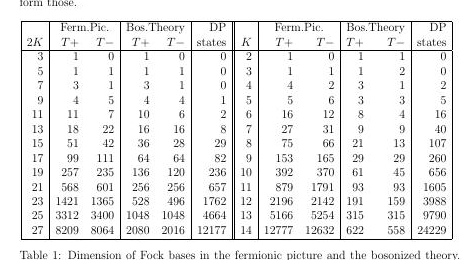 form those.
Ferm.Pic. Bos.Theory DP Ferm.Pic. Bos.Theory DP
2K T+ T− T+ T− states K T+ T− T+ T− states
3 1 0 1 0 0 2 1 0 1 1 0
5 1 1 1 1 0 3 1 1 1 2 0
7 3 1 3 1 0 4 4 2 3 1 2
9 4 5 4 4 1 5 5 6 3 3 5
11 11 7 10 6 2 6 16 12 8 4 16
13 18 22 16 16 8 7 27 31 9 9 40
15 51 42 36 28 29 8 75 66 21 13 107
17 99 111 64 64 82 9 153 165 29 29 260
19 257 235 136 120 236 10 392 370 61 45 656
21 568 601 256 256 657 11 879 1791 93 93 1605
23 1421 1365 528 496 1762 12 2196 2142 191 159 3988
25 3312 3400 1048 1048 4664 13 5166 5254 315 315 9790
27 8209 8064 2080 2016 12177 14 12777 12632 622 558 24229
Table 1: Dimension of Fock bases in the fermionic picture and the bosonized theory.